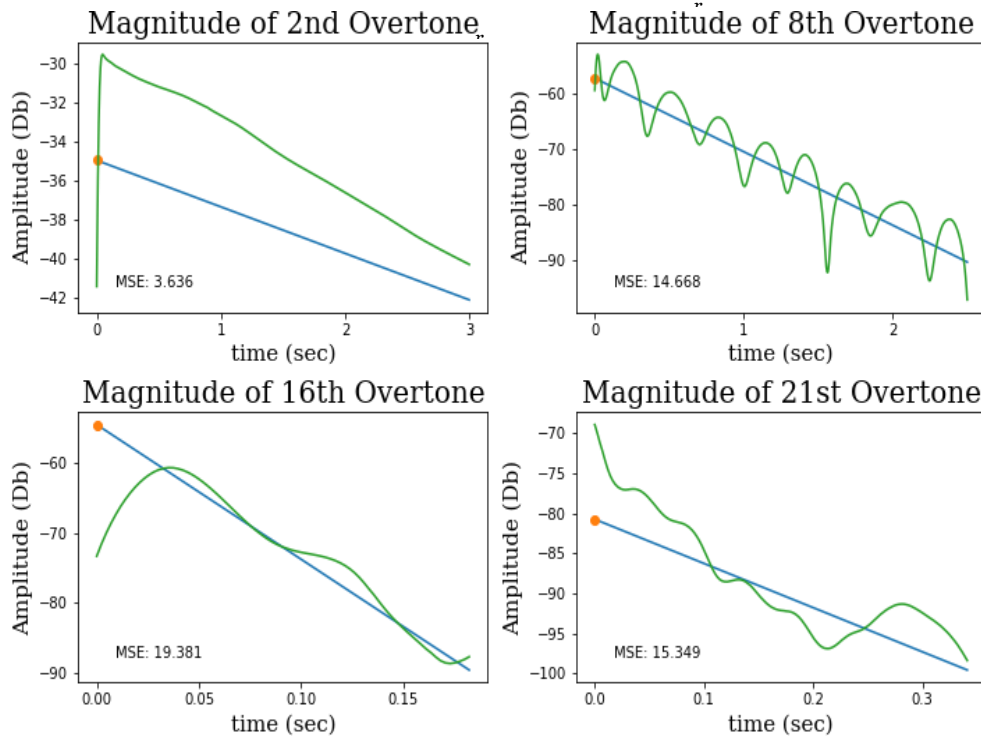 Magnitude of 2nd Overtone
−30
−32
−34
−36
−38
−40
−42
Amplitude (Db)
MSE: 3.636
0 1 2 3
time (sec)
Magnitude of 8th Overtone
−60
−70
−80
−90
Amplitude (Db)
MSE: 14.668
0 1 2
time (sec)
Magnitude of 16th Overtone
−60
−70
−80
−90
Amplitude (Db)
MSE: 19.381
0.00 0.05 0.10 0.15
time (sec)
Magnitude of 21st Overtone
−70
−75
−80
−85
−90
−95
−100
Amplitude (Db)
MSE: 15.349
0.0 0.1 0.2 0.3
time (sec)